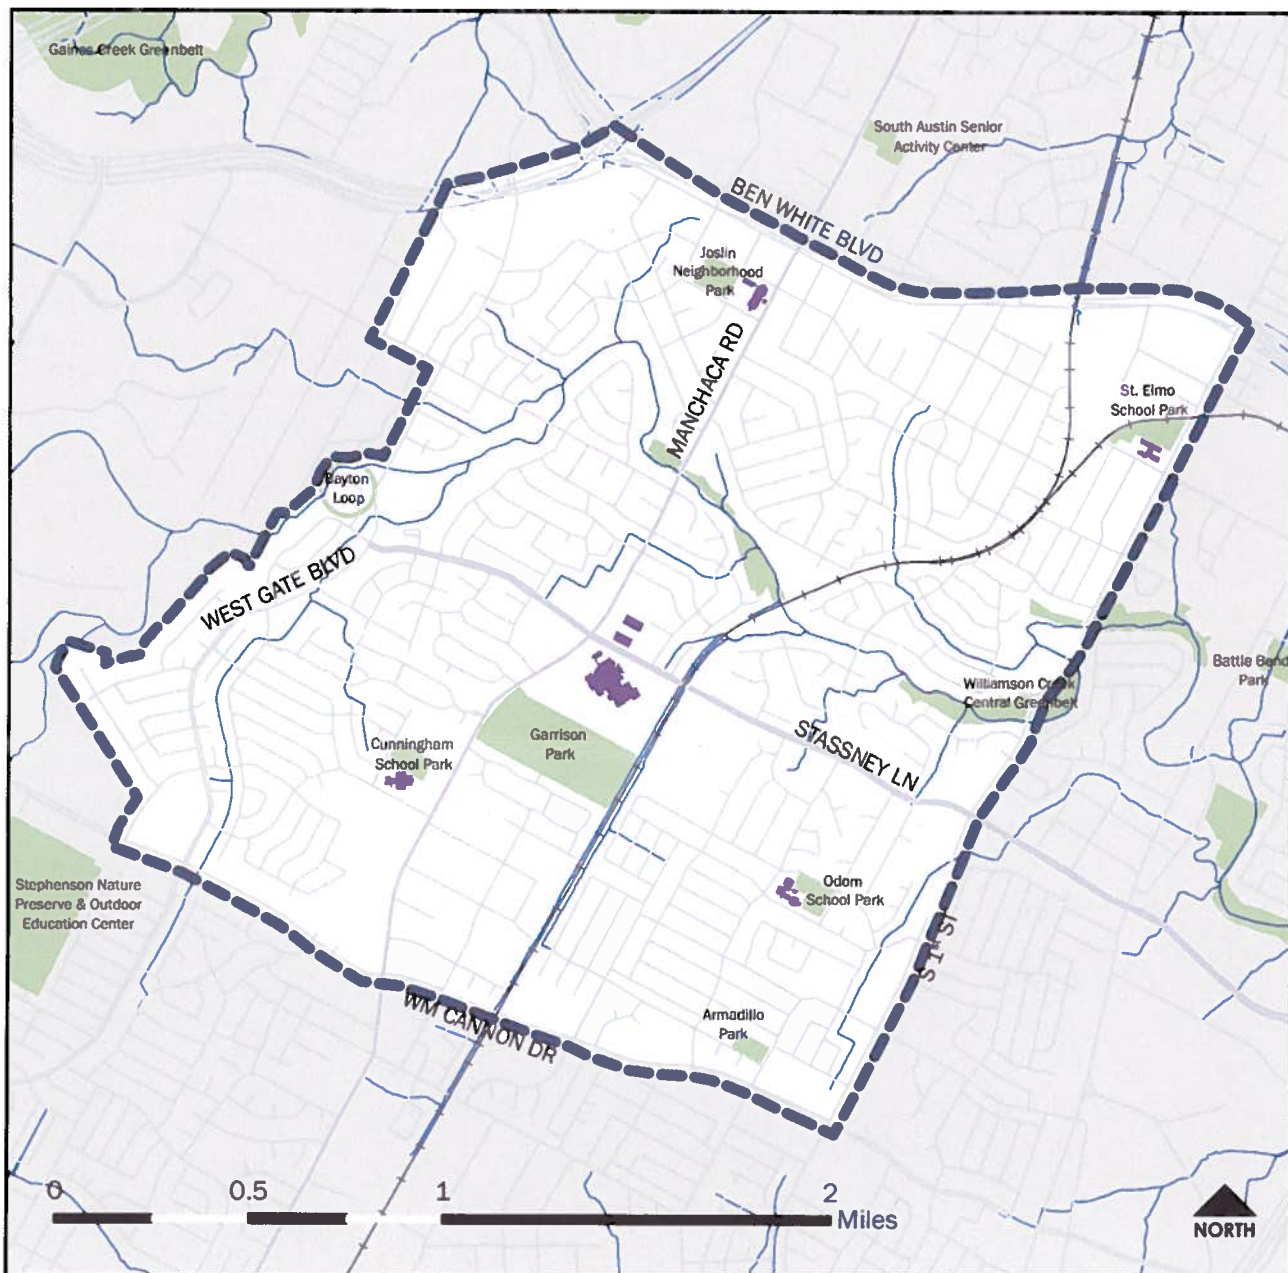 Gaines Creek Greenbelt
South Austin Senior
Activity Center
BEN WHITE BLVD
Joslin
Neighborhood
Park
MANCHACA RD
St. Elmo
School Park
Bayton
Loop
WEST GATE BLVD
Battle Bend
Park
Williamson Creek
Central Greenbelt
STASSNEY LN
Garrison
Park
Cunningham
School Park
Stephenson Nature
Preserve & Outdoor
Education Center
Odom
School Park
S 1ST ST
WM CANNON DR
Armadillo
Park
0 0.5 1 2
Miles
NORTH